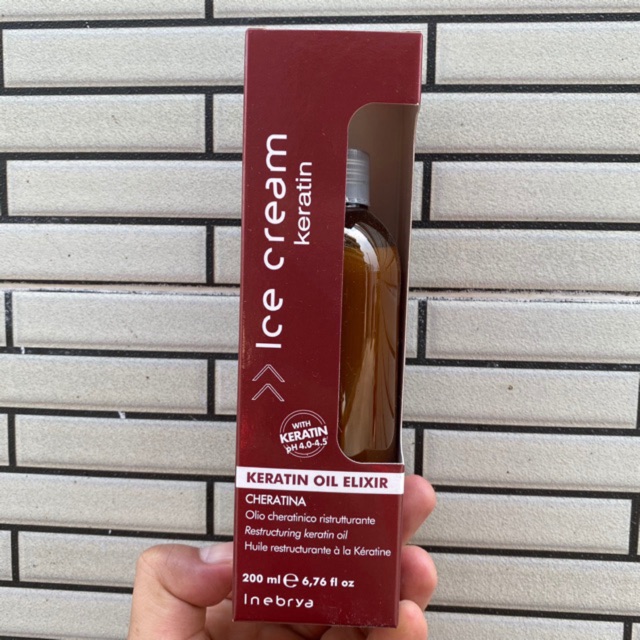 Ice cream
keratin
WITH
KERATIN
pH 4.0-4.5
KERATIN OIL ELIXIR
CHERATINA
Olio cheratinico ristrutturante
Restructuring keratin oil
Huile restructurante à la Kératine
200 ml e 6,76 fl oz
Inebrya